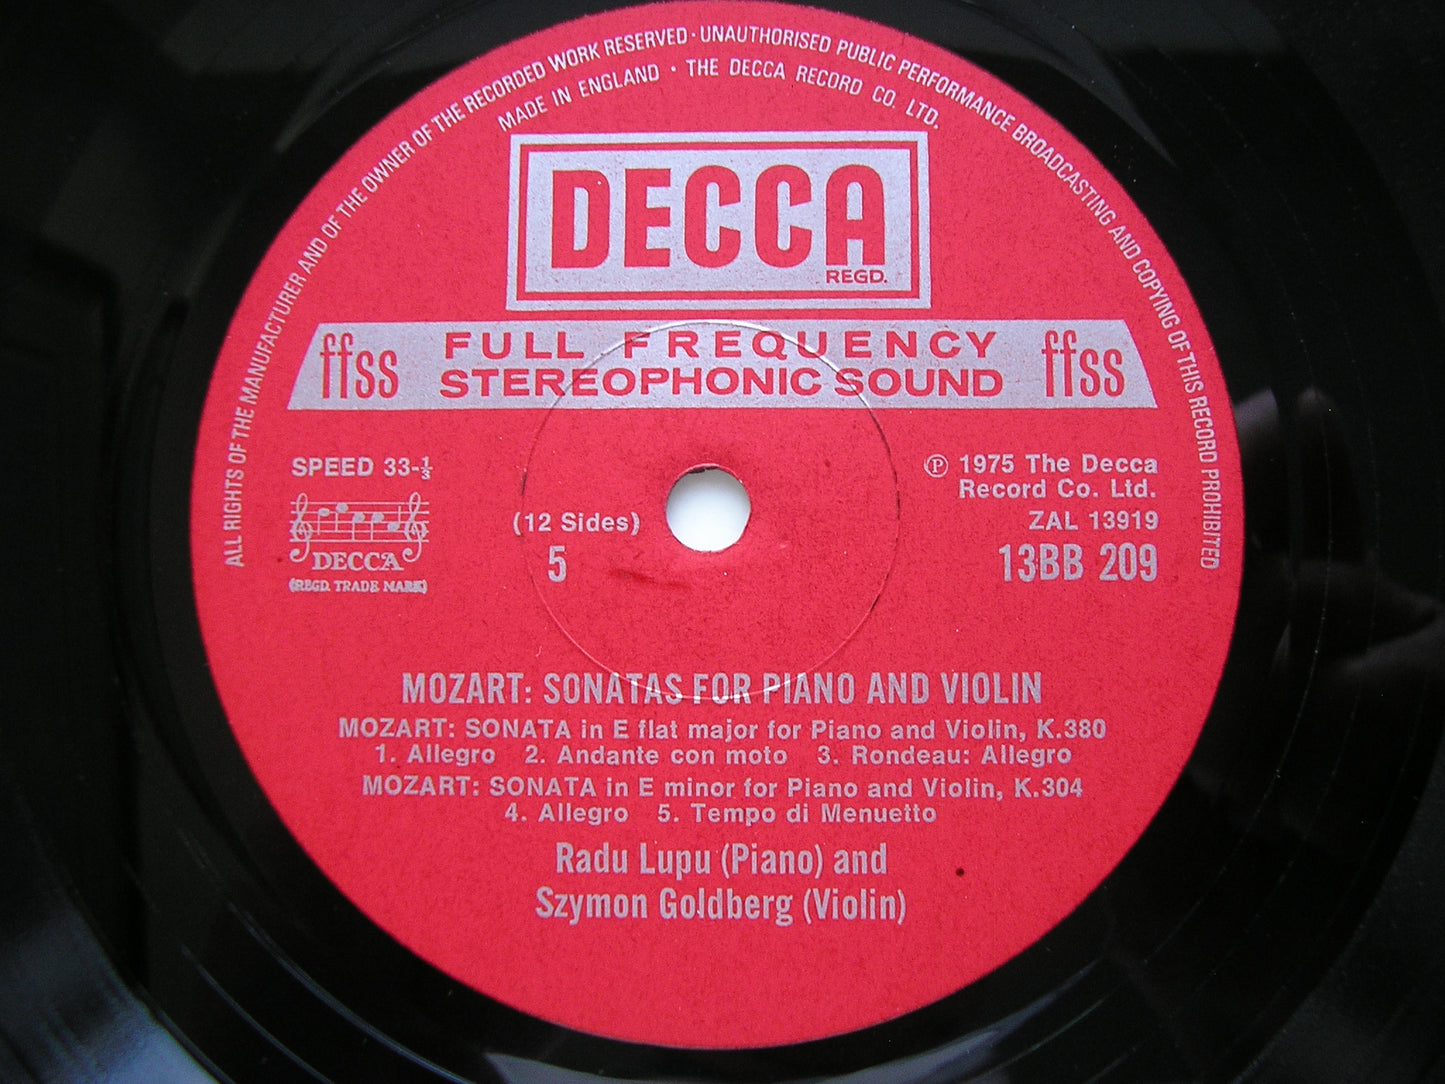 ALL RIGHTS OF THE MANUFACTURER AND OF THE OWNER OF THE RECORDED WORK RESERVED · UNAUTHORISED PUBLIC PERFORMANCE BROADCASTING AND COPYING OF THIS RECORD PROHIBITED
MADE IN ENGLAND · THE DECCA RECORD CO. LTD.
DECCA
REGD.
ffss FULL FREQUENCY STEREOPHONIC SOUND ffss
SPEED 33-⅓
DECCA
(REGD. TRADE MARK)
(12 Sides)
5
℗ 1975 The Decca
Record Co. Ltd.
ZAL 13919
13BB 209
MOZART: SONATAS FOR PIANO AND VIOLIN
MOZART: SONATA in E flat major for Piano and Violin, K.380
1. Allegro 2. Andante con moto 3. Rondeau: Allegro
MOZART: SONATA in E minor for Piano and Violin, K.304
4. Allegro 5. Tempo di Menuetto
Radu Lupu (Piano) and
Szymon Goldberg (Violin)